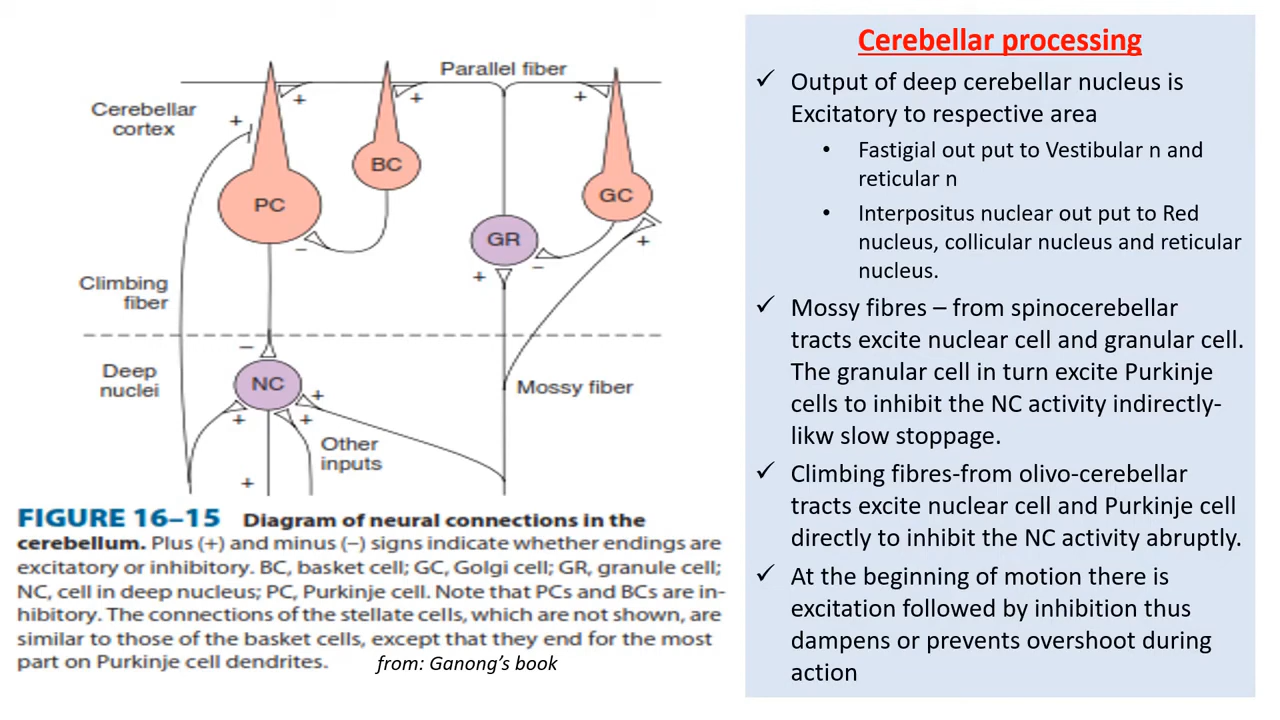 Parallel fiber
Cerebellar
cortex
+
+
+
+
BC
PC
GC
GR
–
–
+
+
Climbing
fiber
–
Deep
nuclei
NC
Mossy fiber
+
+
+
Other
inputs
+
FIGURE 16–15 Diagram of neural connections in the
cerebellum. Plus (+) and minus (–) signs indicate whether endings are
excitatory or inhibitory. BC, basket cell; GC, Golgi cell; GR, granule cell;
NC, cell in deep nucleus; PC, Purkinje cell. Note that PCs and BCs are in-
hibitory. The connections of the stellate cells, which are not shown, are
similar to those of the basket cells, except that they end for the most
part on Purkinje cell dendrites.
from: Ganong’s book
Cerebellar processing
✓ Output of deep cerebellar nucleus is
Excitatory to respective area
• Fastigial out put to Vestibular n and
reticular n
• Interpositus nuclear out put to Red
nucleus, collicular nucleus and reticular
nucleus.
✓ Mossy fibres – from spinocerebellar
tracts excite nuclear cell and granular cell.
The granular cell in turn excite Purkinje
cells to inhibit the NC activity indirectly-
likw slow stoppage.
✓ Climbing fibres-from olivo-cerebellar
tracts excite nuclear cell and Purkinje cell
directly to inhibit the NC activity abruptly.
✓ At the beginning of motion there is
excitation followed by inhibition thus
dampens or prevents overshoot during
action